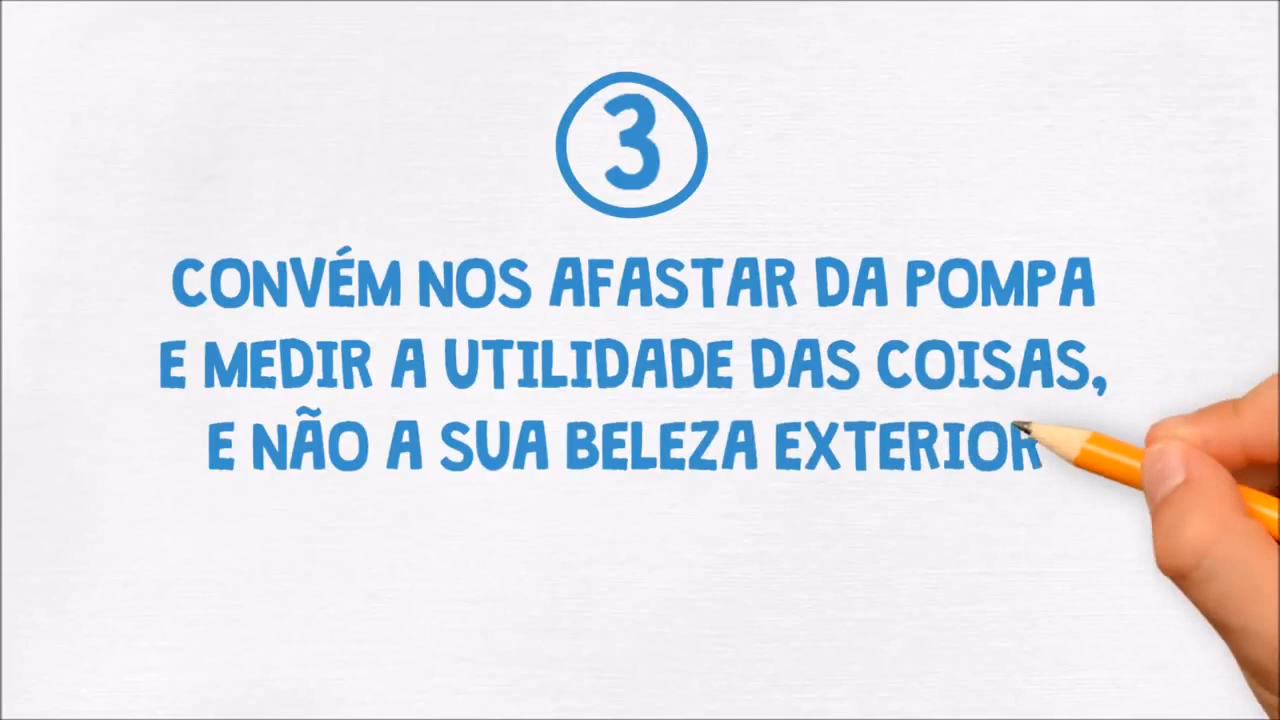 3
CONVÉM NOS AFASTAR DA POMPA
E MEDIR A UTILIDADE DAS COISAS,
E NÃO A SUA BELEZA EXTERIOR